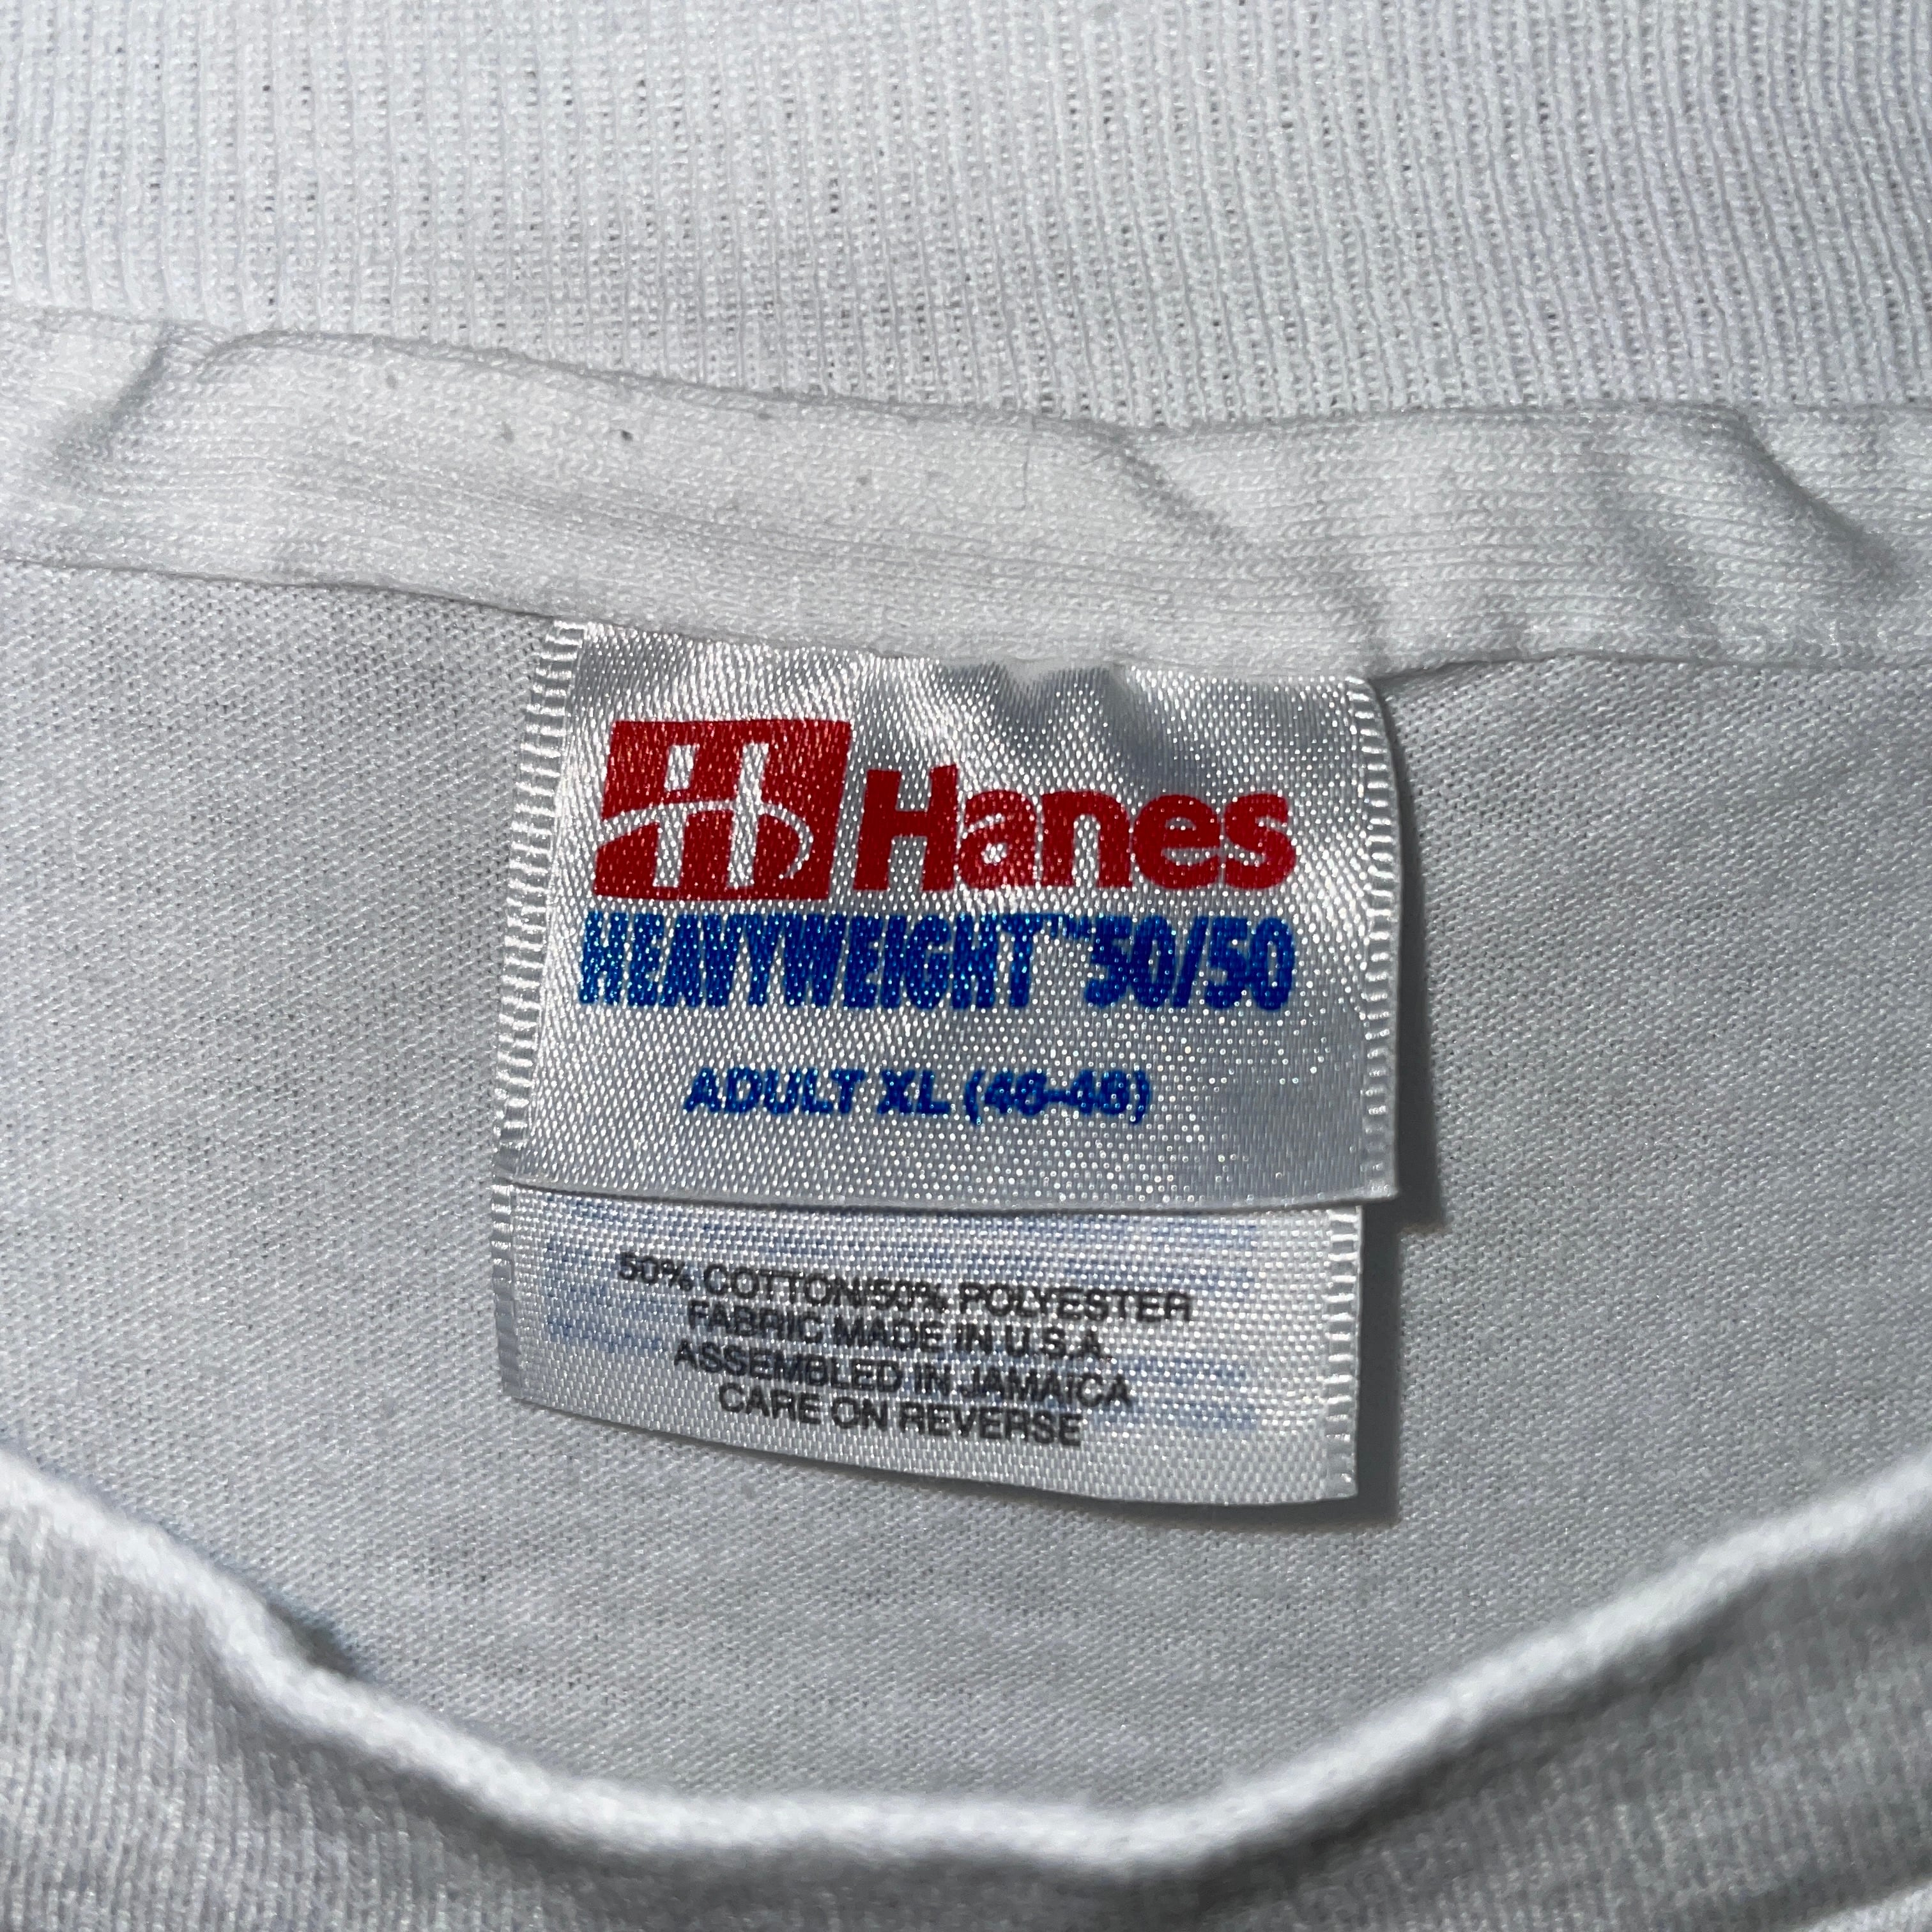 Hanes
HEAVYWEIGHT™ 50/50
ADULT XL (46-48)
50% COTTON/50% POLYESTER
FABRIC MADE IN U.S.A.
ASSEMBLED IN JAMAICA
CARE ON REVERSE